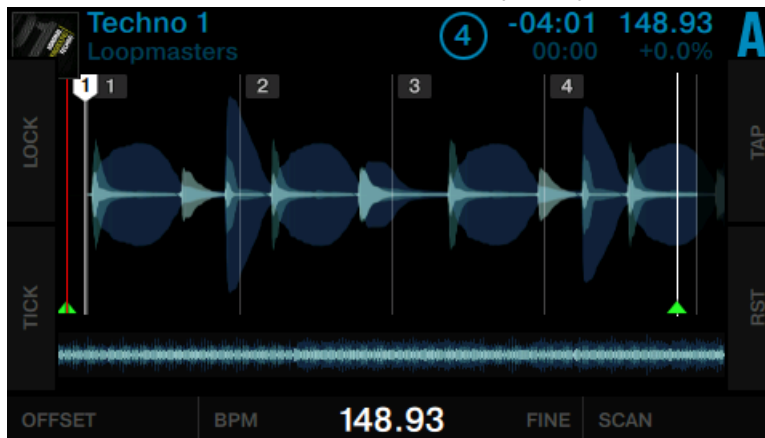 Techno 1
Loopmasters
4
-04:01
00:00
148.93
+0.0%
A
1
1
2
3
4
LOCK
TICK
TAP
RST
OFFSET
BPM
148.93
FINE
SCAN